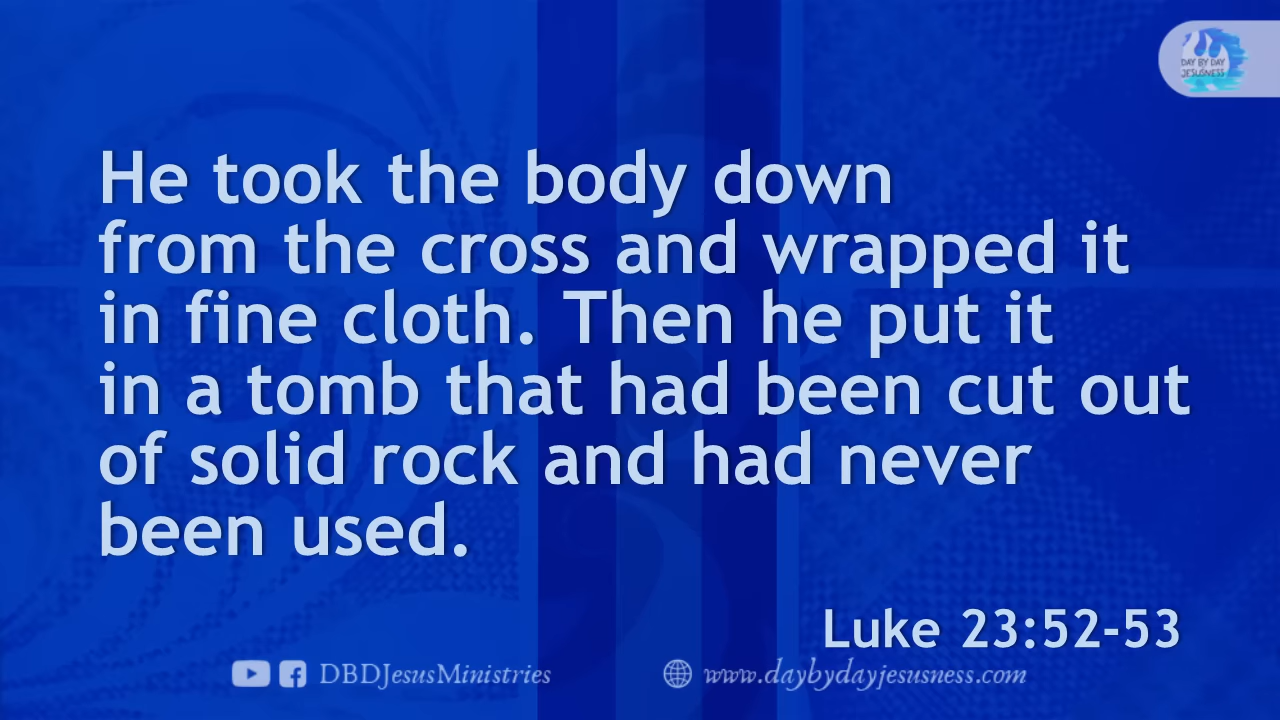 DAY BY DAY
JESUSNESS
He took the body down
from the cross and wrapped it
in fine cloth. Then he put it
in a tomb that had been cut out
of solid rock and had never
been used.
Luke 23:52-53
DBDJesusMinistries
www.daybydayjesusness.com